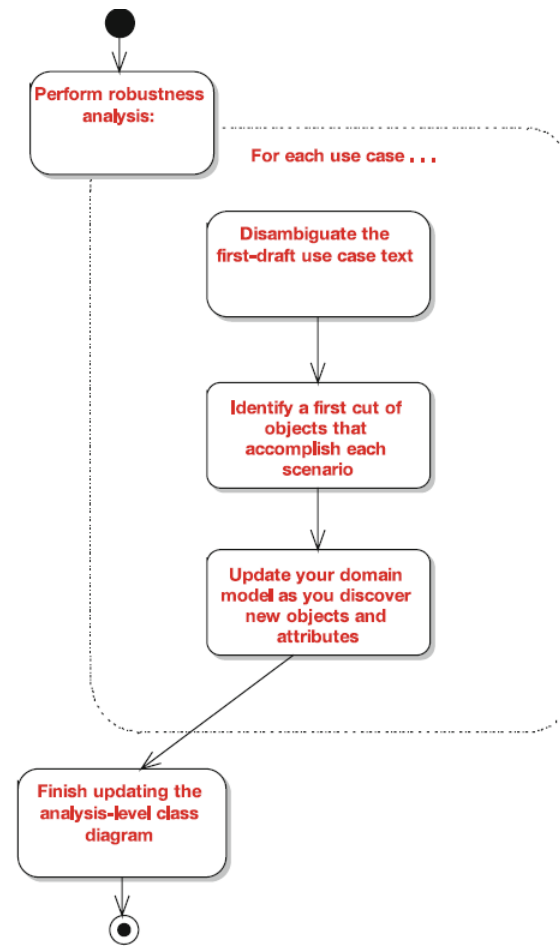 Perform robustness
analysis:
For each use case . . .
Disambiguate the
first-draft use case text
Identify a first cut of
objects that
accomplish each
scenario
Update your domain
model as you discover
new objects and
attributes
Finish updating the
analysis-level class
diagram